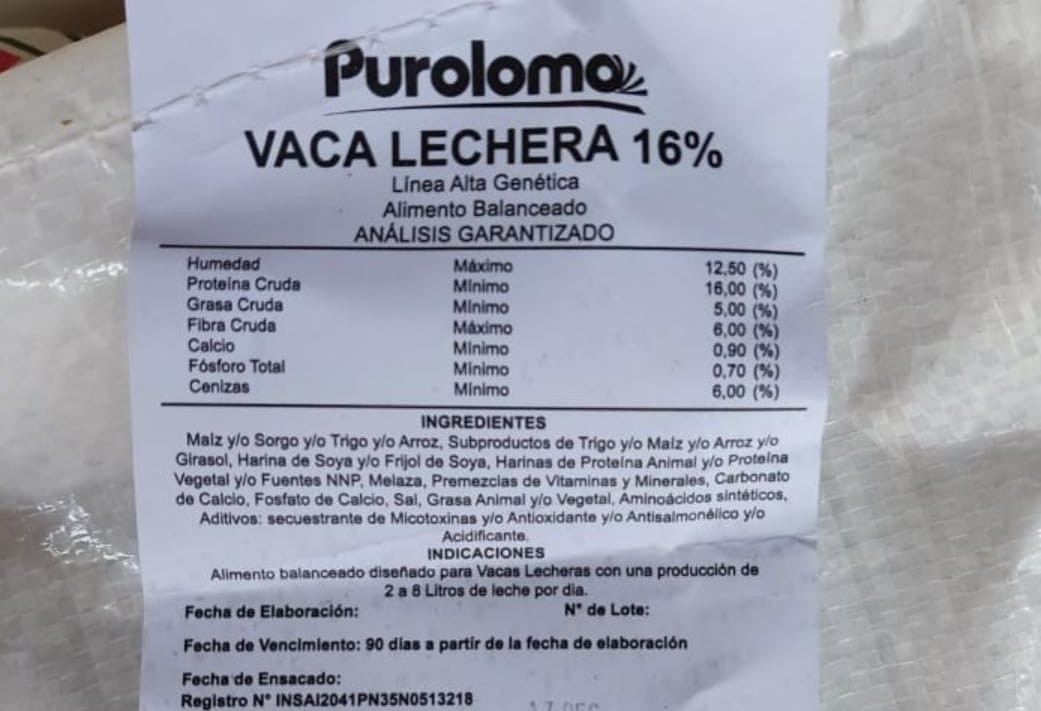 Puroloma
VACA LECHERA 16%
Línea Alta Genética
Alimento Balanceado
ANÁLISIS GARANTIZADO
Humedad Máximo 12,50 (%)
Proteína Cruda Mínimo 16,00 (%)
Grasa Cruda Mínimo 5,00 (%)
Fibra Cruda Máximo 6,00 (%)
Calcio Mínimo 0,90 (%)
Fósforo Total Mínimo 0,70 (%)
Cenizas Mínimo 6,00 (%)
INGREDIENTES
Maíz y/o Sorgo y/o Trigo y/o Arroz, Subproductos de Trigo y/o Maíz y/o Arroz y/o
Girasol, Harina de Soya y/o Frijol de Soya, Harinas de Proteína Animal y/o Proteína
Vegetal y/o Fuentes NNP, Melaza, Premezclas de Vitaminas y Minerales, Carbonato
de Calcio, Fosfato de Calcio, Sal, Grasa Animal y/o Vegetal, Aminoácidos sintéticos,
Aditivos: secuestrante de Micotoxinas y/o Antioxidante y/o Antisalmonélico y/o
Acidificante.
INDICACIONES
Alimento balanceado diseñado para Vacas Lecheras con una producción de
2 a 8 Litros de leche por día.
Fecha de Elaboración: N° de Lote:
Fecha de Vencimiento: 90 días a partir de la fecha de elaboración
Fecha de Ensacado:
Registro N° INSAI2041PN35N0513218